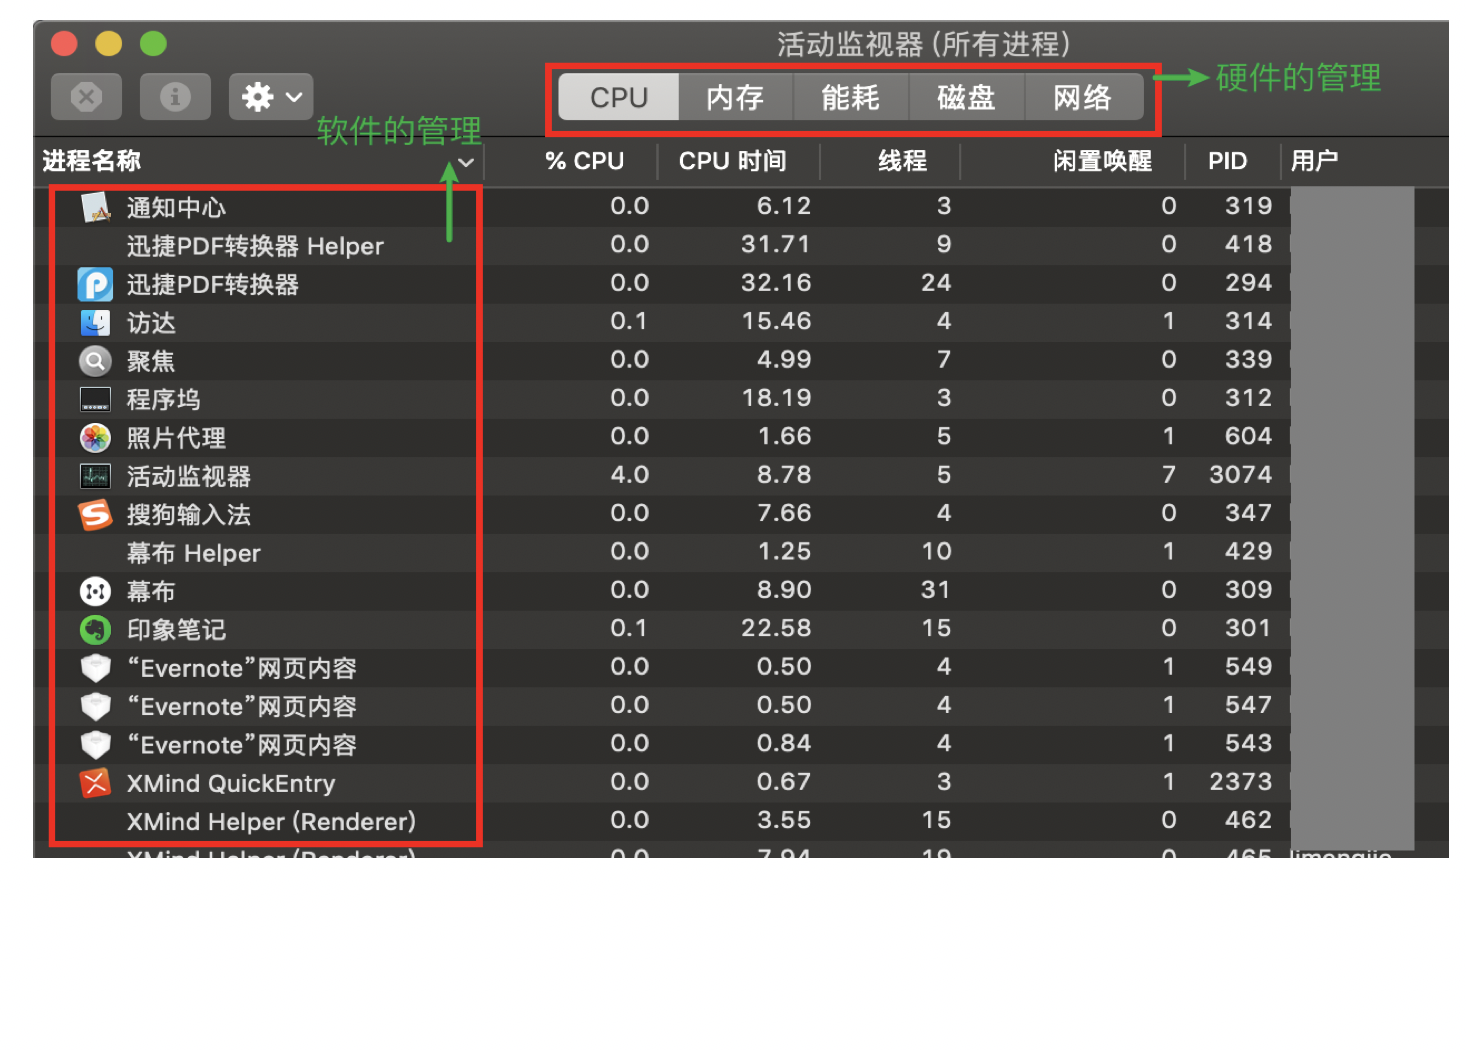 活动监视器 (所有进程)
CPU 内存 能耗 磁盘 网络
硬件的管理
软件的管理
进程名称 % CPU CPU 时间 线程 闲置唤醒 PID 用户
通知中心 0.0 6.12 3 0 319
迅捷PDF转换器 Helper 0.0 31.71 9 0 418
迅捷PDF转换器 0.0 32.16 24 0 294
访达 0.1 15.46 4 1 314
聚焦 0.0 4.99 7 0 339
程序坞 0.0 18.19 3 0 312
照片代理 0.0 1.66 5 1 604
活动监视器 4.0 8.78 5 7 3074
搜狗输入法 0.0 7.66 4 0 347
幕布 Helper 0.0 1.25 10 1 429
幕布 0.0 8.90 31 0 309
印象笔记 0.1 22.58 15 0 301
“Evernote”网页内容 0.0 0.50 4 1 549
“Evernote”网页内容 0.0 0.50 4 1 547
“Evernote”网页内容 0.0 0.84 4 1 543
XMind QuickEntry 0.0 0.67 3 1 2373
XMind Helper (Renderer) 0.0 3.55 15 0 462
XMind Helper (Renderer) 0.0 7.94 19 0 465